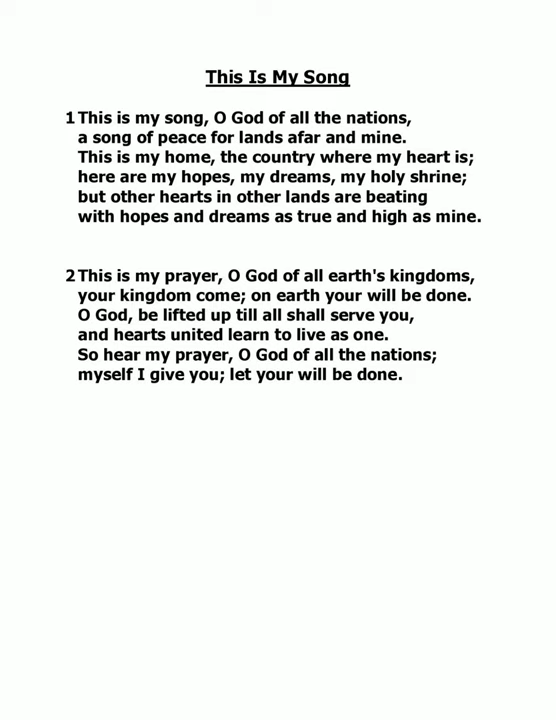 This Is My Song
1 This is my song, O God of all the nations,
a song of peace for lands afar and mine.
This is my home, the country where my heart is;
here are my hopes, my dreams, my holy shrine;
but other hearts in other lands are beating
with hopes and dreams as true and high as mine.
2 This is my prayer, O God of all earth's kingdoms,
your kingdom come; on earth your will be done.
O God, be lifted up till all shall serve you,
and hearts united learn to live as one.
So hear my prayer, O God of all the nations;
myself I give you; let your will be done.